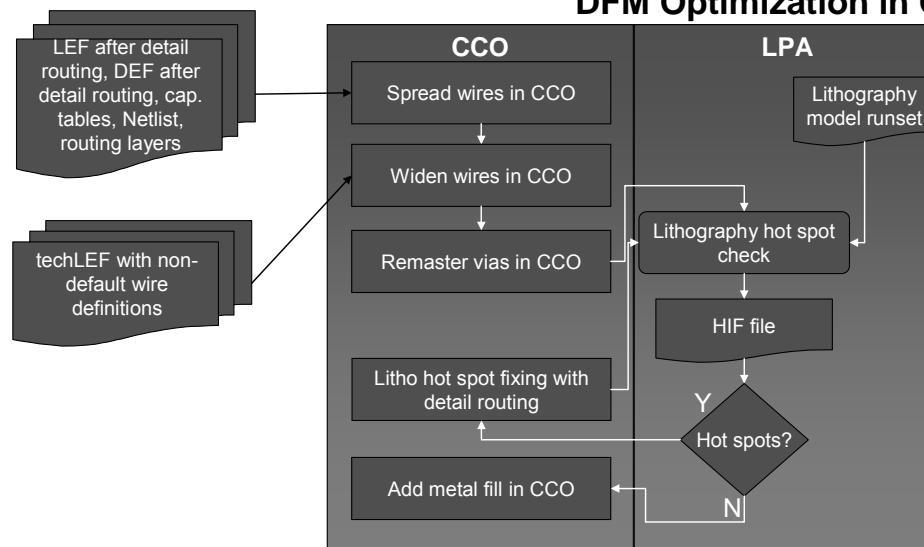 DFM Optimization in
CCO
LPA
LEF after detail
routing, DEF after
detail routing, cap.
tables, Netlist,
routing layers
Spread wires in CCO
Lithography
model runset
Widen wires in CCO
techLEF with non-
default wire
definitions
Remaster vias in CCO
Lithography hot spot
check
HIF file
Litho hot spot fixing with
detail routing
Y
Hot spots?
Add metal fill in CCO
N